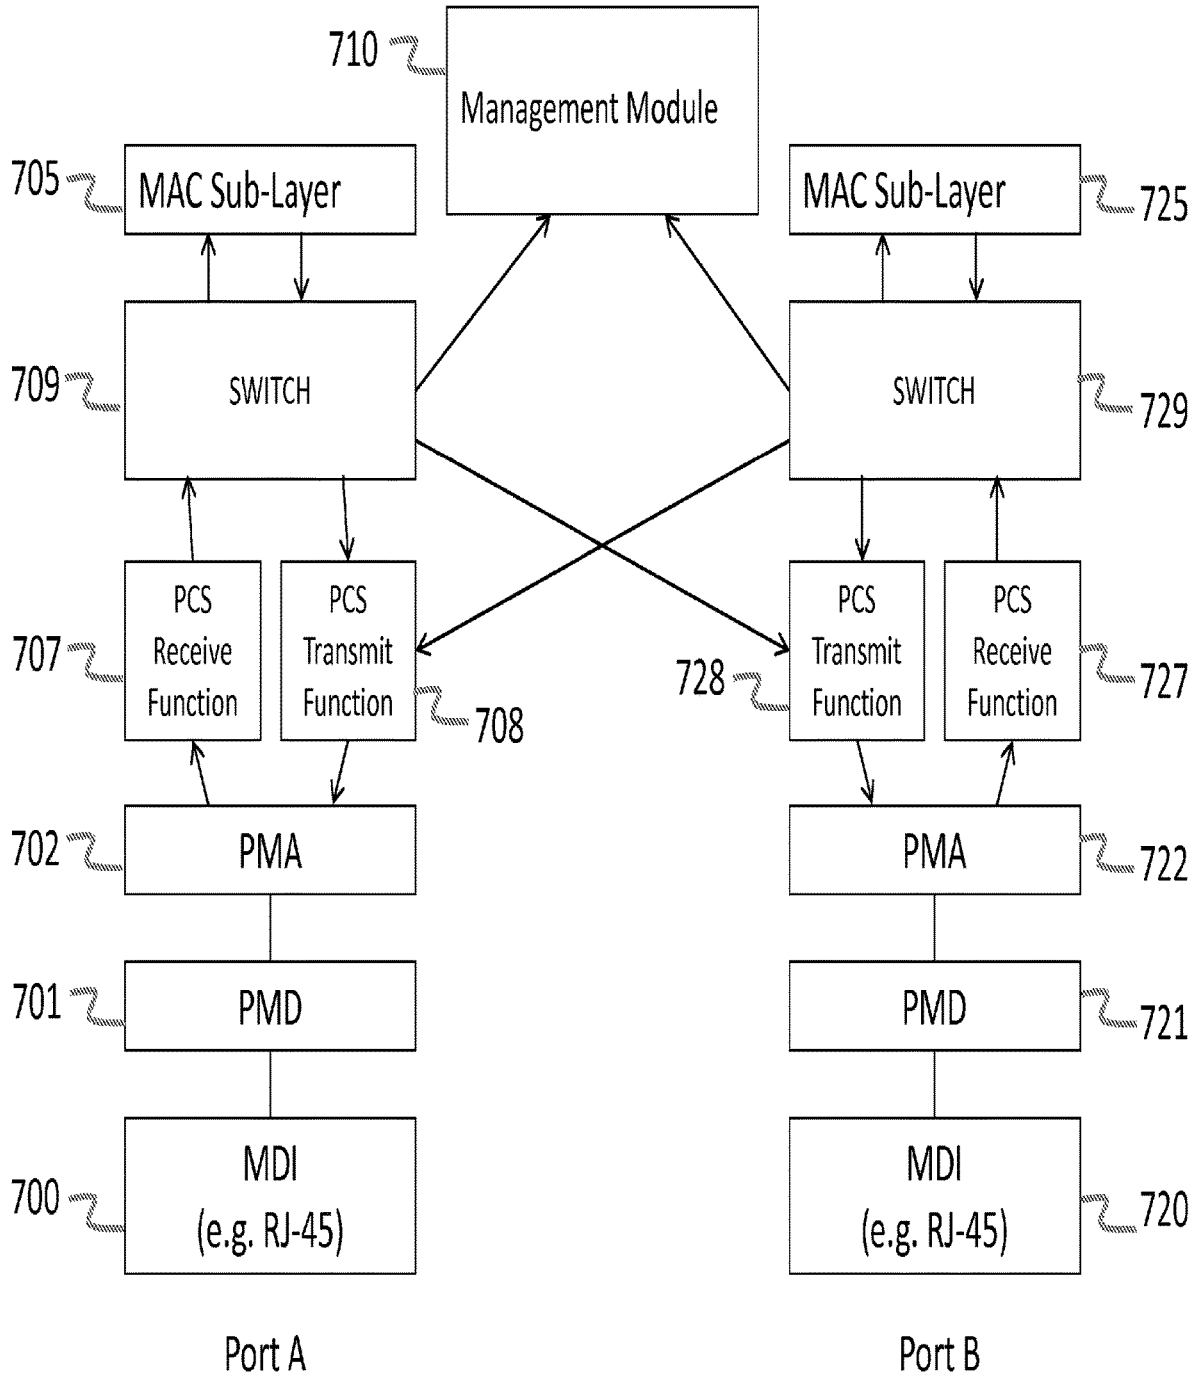 710
Management Module
705
MAC Sub-Layer
MAC Sub-Layer
725
709
SWITCH
SWITCH
729
707
PCS
Receive
Function
PCS
Transmit
Function
708
728
PCS
Transmit
Function
PCS
Receive
Function
727
702
PMA
PMA
722
701
PMD
PMD
721
700
MDI
(e.g. RJ-45)
MDI
(e.g. RJ-45)
720
Port A
Port B